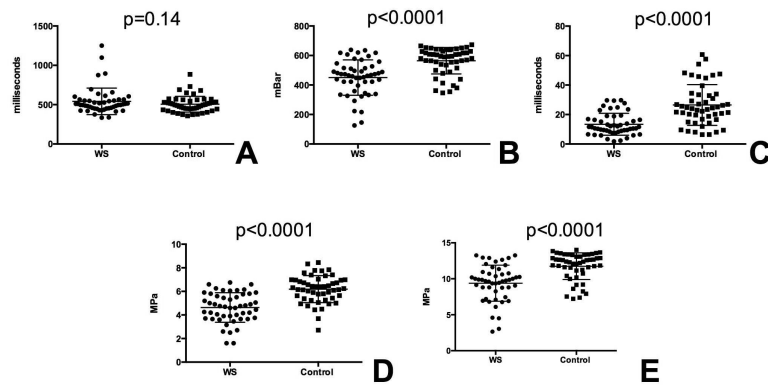 p=0.14
1500
1000
500
0
milliseconds
WS
Control
A
p<0.0001
800
600
400
200
0
mBar
WS
Control
B
p<0.0001
80
60
40
20
0
milliseconds
WS
Control
C
p<0.0001
10
8
6
4
2
0
MPa
WS
Control
D
p<0.0001
15
10
5
0
MPa
WS
Control
E